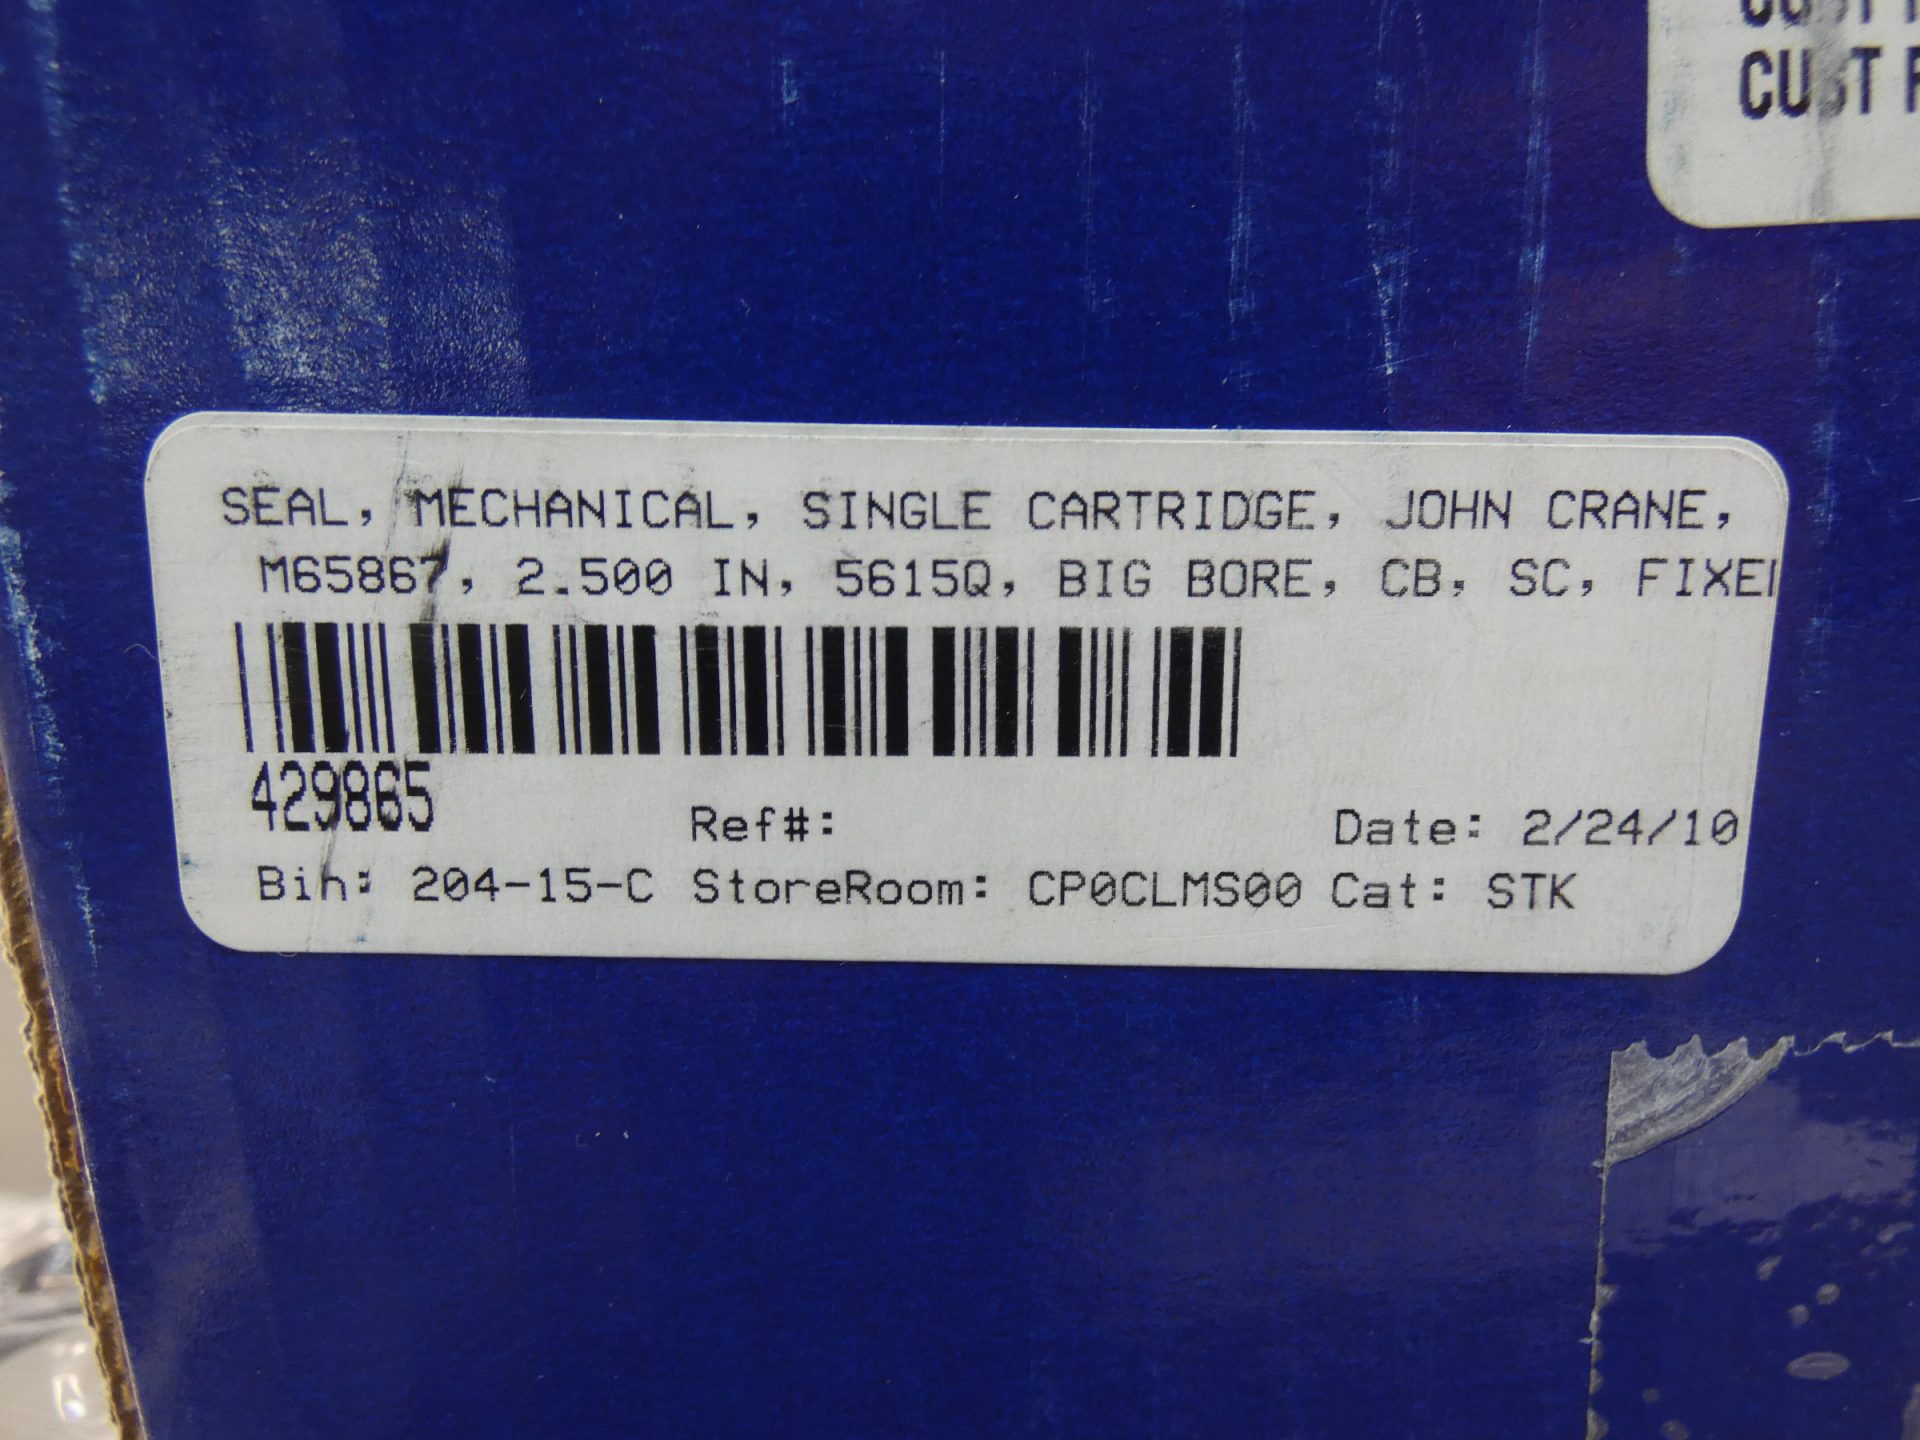 CUST
SEAL, MECHANICAL, SINGLE CARTRIDGE, JOHN CRANE,
M65867, 2.500 IN, 5615Q, BIG BORE, CB, SC,
429865
Ref#:
Date: 2/24/10
Bin: 204-15-C StoreRoom: CP0CLMS00 Cat: STK